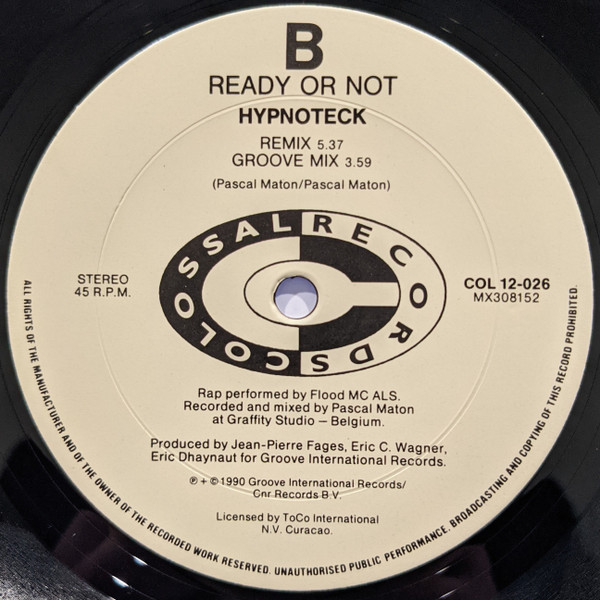 B
READY OR NOT
HYPNOTECK
REMIX 5.37
GROOVE MIX 3.59
(Pascal Maton/Pascal Maton)
COLOSSAL RECORDS
STEREO
45 R.P.M.
COL 12-026
MX308152
Rap performed by Flood MC ALS.
Recorded and mixed by Pascal Maton
at Graffity Studio – Belgium.
Produced by Jean-Pierre Fages, Eric C. Wagner,
Eric Dhaynaut for Groove International Records.
℗ + © 1990 Groove International Records/
Cnr Records B.V.
Licensed by ToCo International
N.V. Curacao.
ALL RIGHTS OF THE MANUFACTURER AND OF THE OWNER OF THE RECORDED WORK RESERVED. UNAUTHORISED PUBLIC PERFORMANCE, BROADCASTING AND COPYING OF THIS RECORD PROHIBITED.